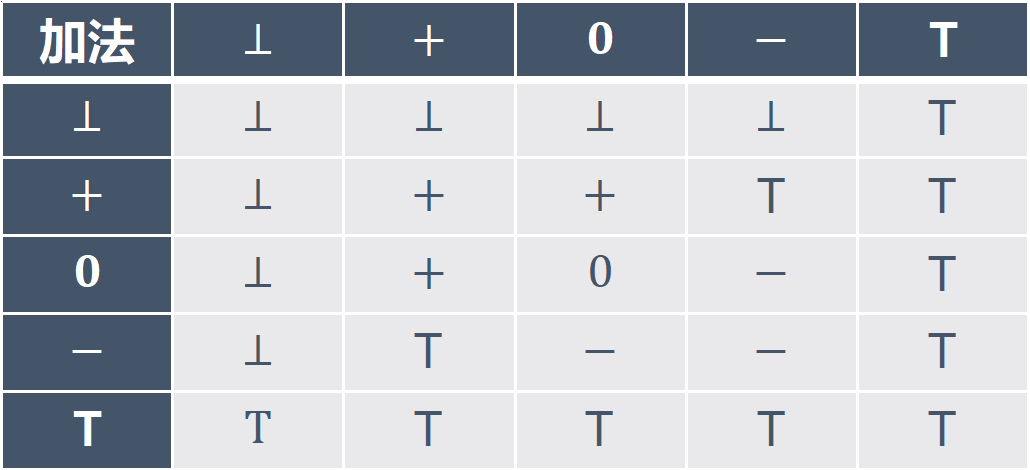 加法 ⊥ + 0 − T
⊥ ⊥ ⊥ ⊥ ⊥ T
+ ⊥ + + T T
0 ⊥ + 0 − T
− ⊥ T − − T
T T T T T T